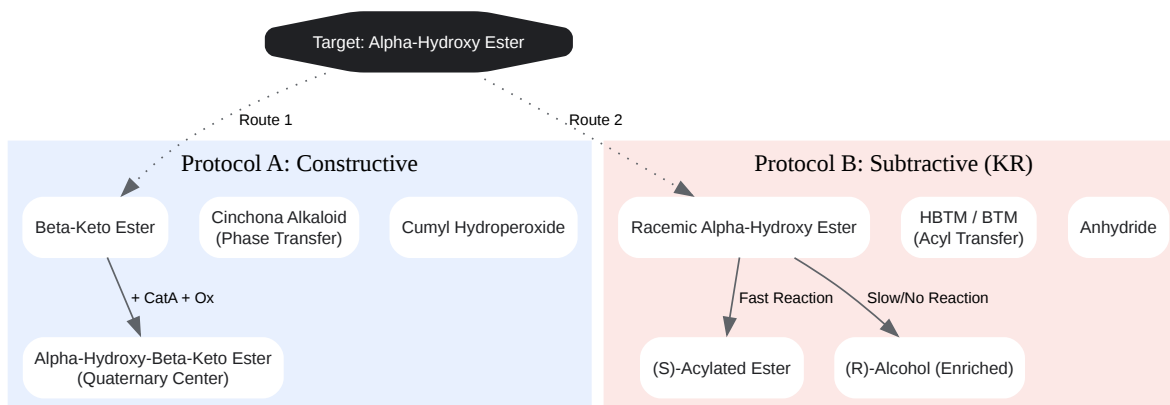 Target: Alpha-Hydroxy Ester
Route 1
Route 2
Protocol A: Constructive
Beta-Keto Ester
Cinchona Alkaloid
(Phase Transfer)
Cumyl Hydroperoxide
+ CatA + Ox
Alpha-Hydroxy-Beta-Keto Ester
(Quaternary Center)
Protocol B: Subtractive (KR)
Racemic Alpha-Hydroxy Ester
HBTM / BTM
(Acyl Transfer)
Anhydride
Fast Reaction
Slow/No Reaction
(S)-Acylated Ester
(R)-Alcohol (Enriched)